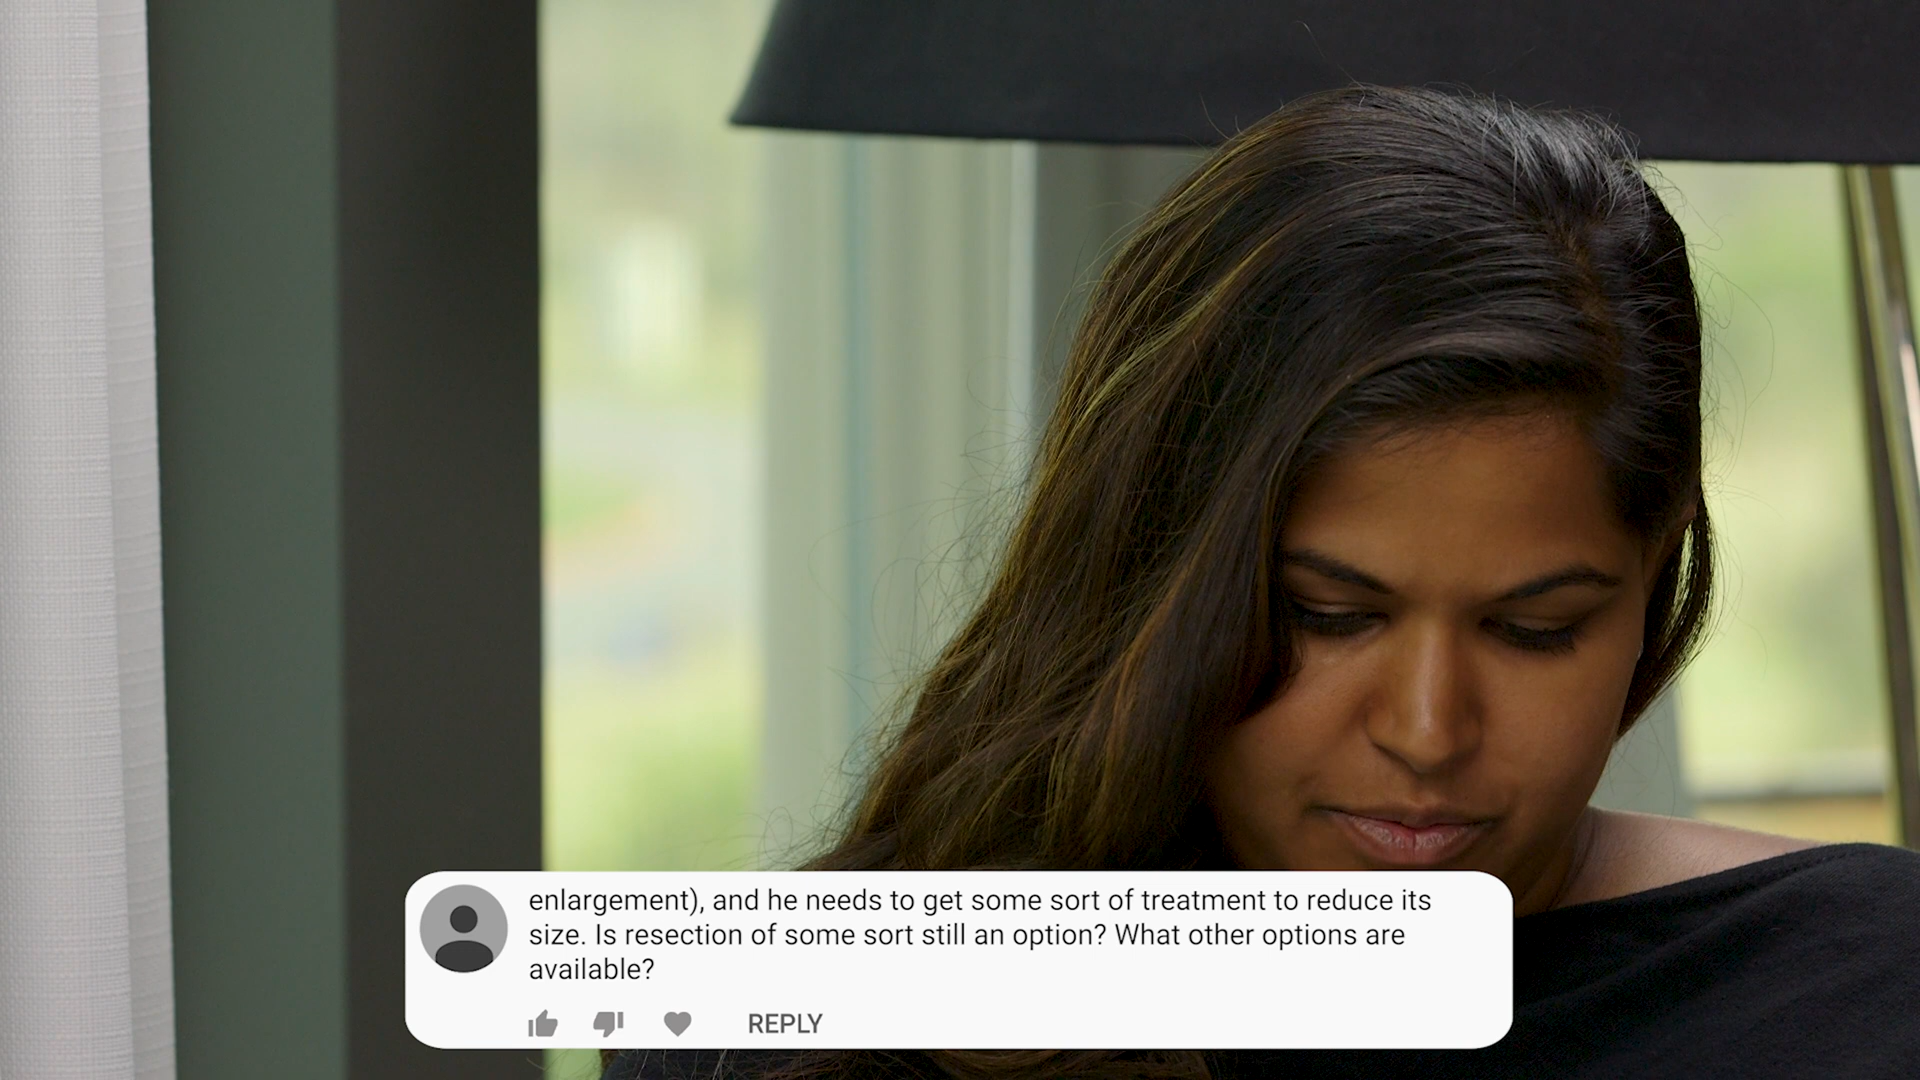 enlargement), and he needs to get some sort of treatment to reduce its
size. Is resection of some sort still an option? What other options are
available?
REPLY